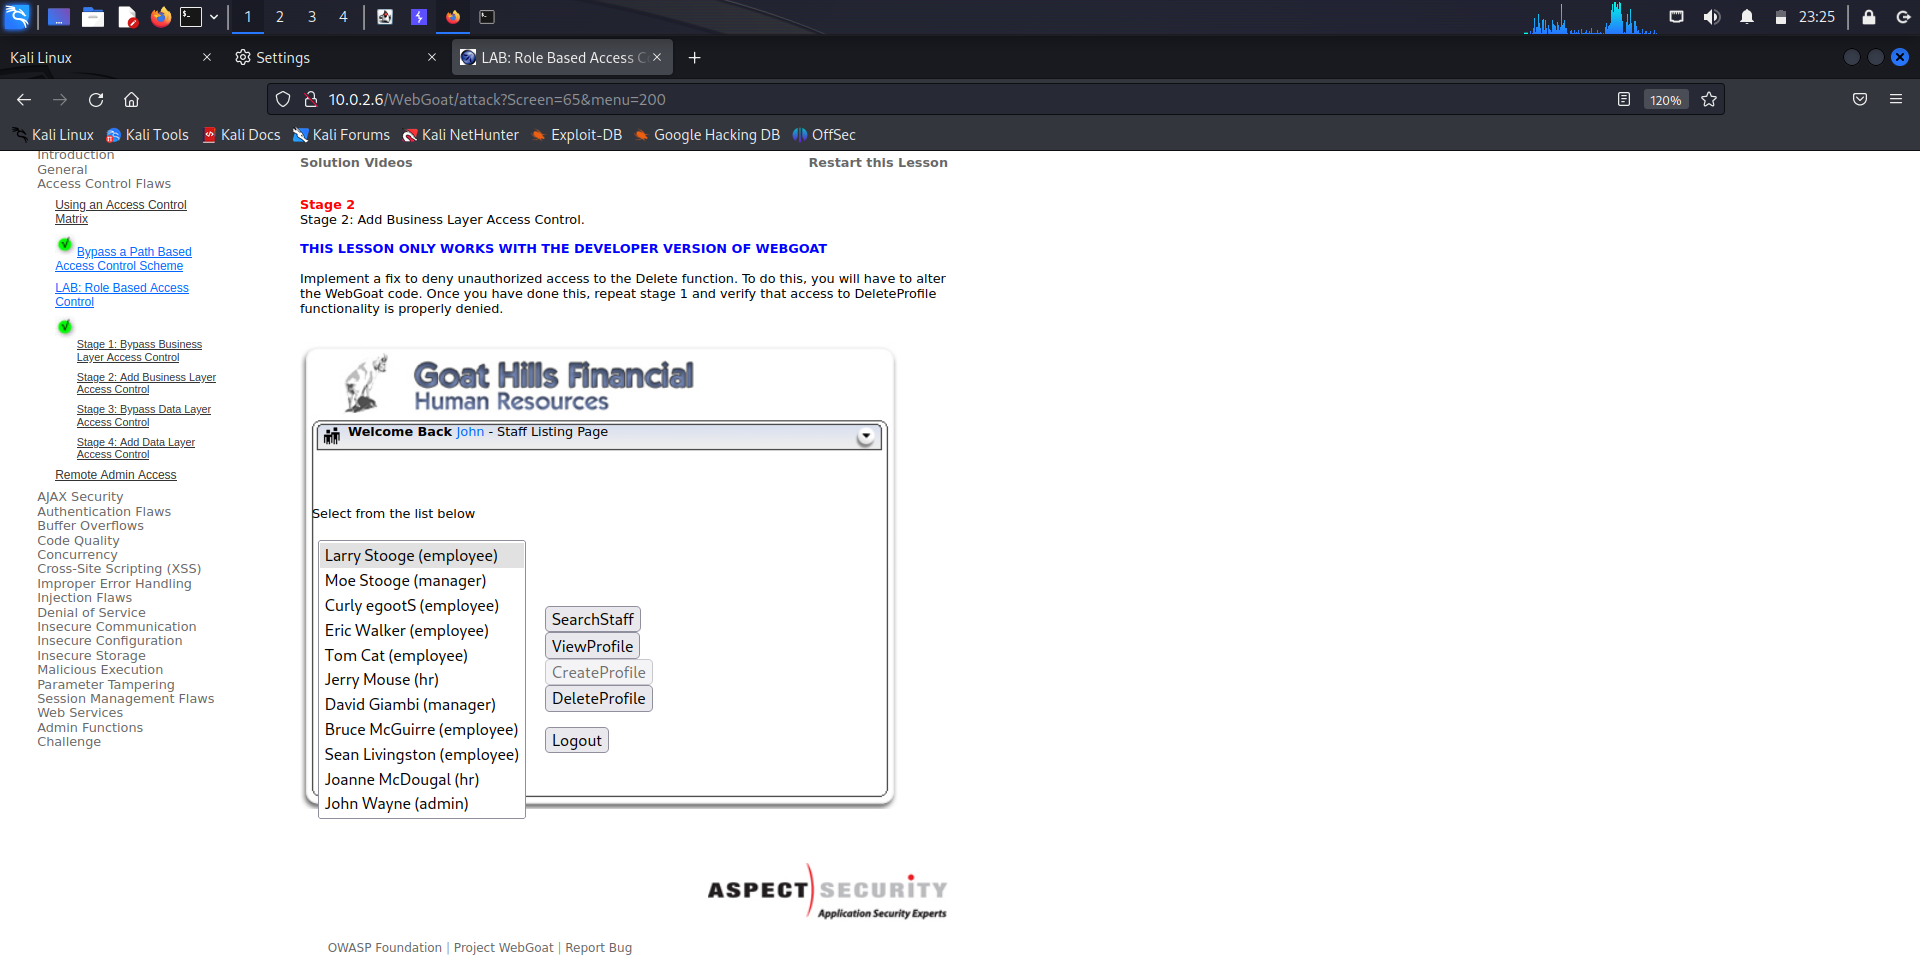 1 2 3 4
23:25
Kali Linux
Settings
LAB: Role Based Access C
10.0.2.6/WebGoat/attack?Screen=65&menu=200
120%
Kali Linux
Kali Tools
Kali Docs
Kali Forums
Kali NetHunter
Exploit-DB
Google Hacking DB
OffSec
Introduction
General
Access Control Flaws
Using an Access Control
Matrix
Bypass a Path Based
Access Control Scheme
LAB: Role Based Access
Control
Stage 1: Bypass Business
Layer Access Control
Stage 2: Add Business Layer
Access Control
Stage 3: Bypass Data Layer
Access Control
Stage 4: Add Data Layer
Access Control
Remote Admin Access
AJAX Security
Authentication Flaws
Buffer Overflows
Code Quality
Concurrency
Cross-Site Scripting (XSS)
Improper Error Handling
Injection Flaws
Denial of Service
Insecure Communication
Insecure Configuration
Insecure Storage
Malicious Execution
Parameter Tampering
Session Management Flaws
Web Services
Admin Functions
Challenge
Solution Videos
Restart this Lesson
Stage 2
Stage 2: Add Business Layer Access Control.
THIS LESSON ONLY WORKS WITH THE DEVELOPER VERSION OF WEBGOAT
Implement a fix to deny unauthorized access to the Delete function. To do this, you will have to alter
the WebGoat code. Once you have done this, repeat stage 1 and verify that access to DeleteProfile
functionality is properly denied.
Goat Hills Financial
Human Resources
Welcome Back John - Staff Listing Page
Select from the list below
Larry Stooge (employee)
Moe Stooge (manager)
Curly egootS (employee)
Eric Walker (employee)
Tom Cat (employee)
Jerry Mouse (hr)
David Giambi (manager)
Bruce McGuirre (employee)
Sean Livingston (employee)
Joanne McDougal (hr)
John Wayne (admin)
SearchStaff
ViewProfile
CreateProfile
DeleteProfile
Logout
ASPECT SECURITY
Application Security Experts
OWASP Foundation | Project WebGoat | Report Bug